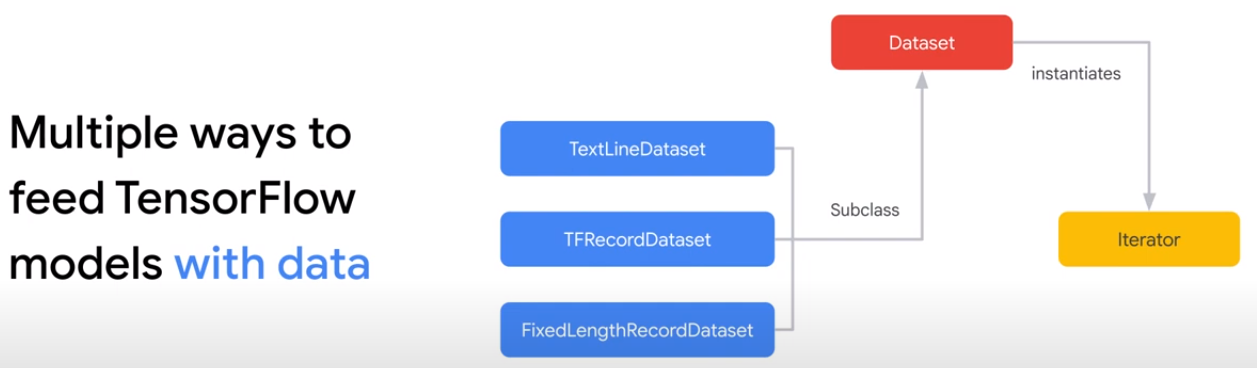 Multiple ways to
feed TensorFlow
models with data
Dataset
instantiates
TextLineDataset
Subclass
TFRecordDataset
Iterator
FixedLengthRecordDataset